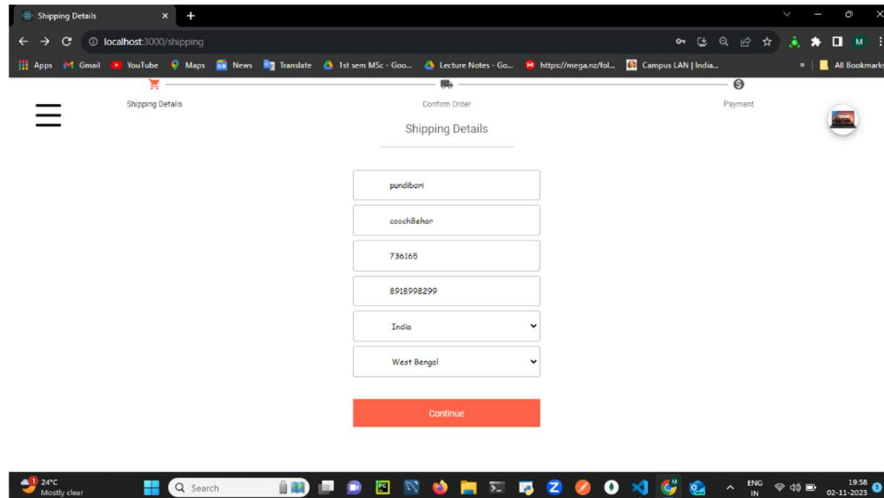 Shipping Details
localhost:3000/shipping
Apps Gmail YouTube Maps News Translate 1st sem MSc - Goo... Lecture Notes - Go... https://mega.nz/fol... Campus LAN | India... » All Bookmarks
Shipping Details Confirm Order Payment
Shipping Details
pundibari
coochBehar
736165
8918998299
India
West Bengal
Continue
24°C
Mostly clear
Search
ENG
IN
19:58
02-11-2023